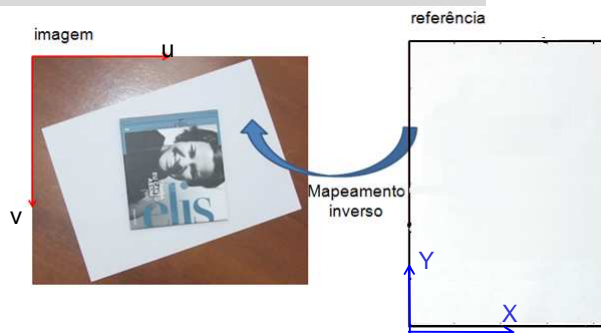 referência
imagem
u
v
Mapeamento
inverso
Y
X
elis